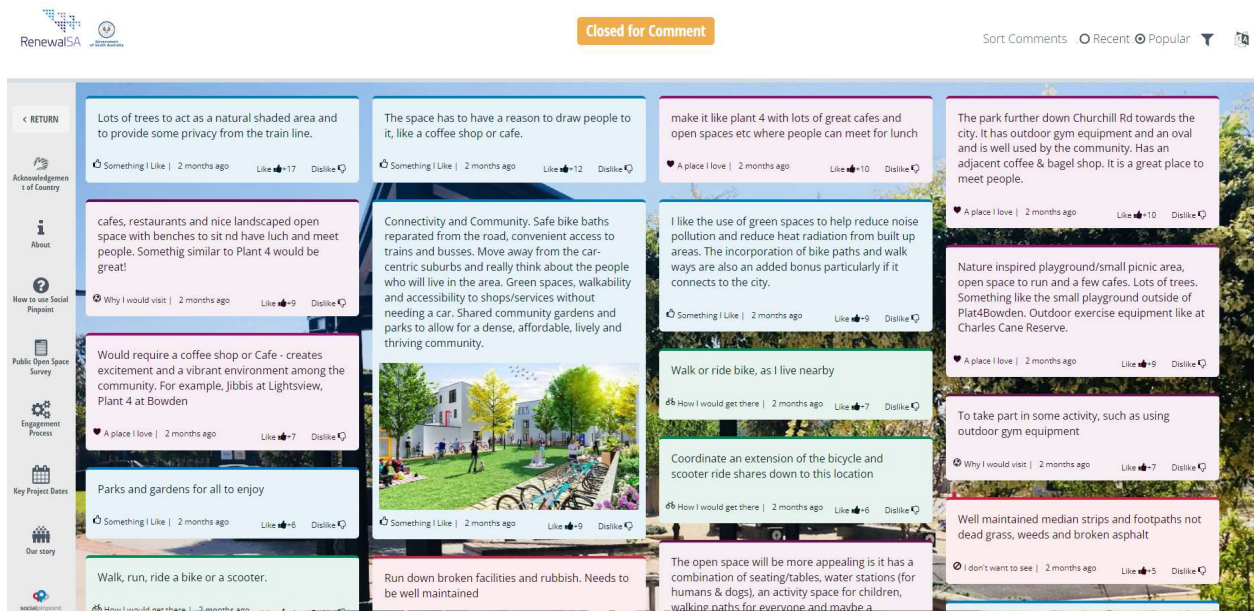 RenewalSA
Government
of South Australia
Closed for Comment
Sort Comments
Recent
Popular
< RETURN
Acknowledgemen
t of Country
About
How to use Social
Pinpoint
Public Open Space
Survey
Engagement
Process
Key Project Dates
Our story
socialpinpoint
Lots of trees to act as a natural shaded area and
to provide some privacy from the train line.
Something I Like | 2 months ago Like +17 Dislike
cafes, restaurants and nice landscaped open
space with benches to sit nd have luch and meet
people. Somethig similar to Plant 4 would be
great!
Why I would visit | 2 months ago Like +9 Dislike
Would require a coffee shop or Cafe - creates
excitement and a vibrant environment among the
community. For example, Jibbis at Lightsview,
Plant 4 at Bowden
A place I love | 2 months ago Like +7 Dislike
Parks and gardens for all to enjoy
Something I Like | 2 months ago Like +6 Dislike
Walk, run, ride a bike or a scooter.
How I would get there | 2 months ago
The space has to have a reason to draw people to
it, like a coffee shop or cafe.
Something I Like | 2 months ago Like +12 Dislike
Connectivity and Community. Safe bike baths
reparated from the road, convenient access to
trains and busses. Move away from the car-
centric suburbs and really think about the people
who will live in the area. Green spaces, walkability
and accessibility to shops/services without
needing a car. Shared community gardens and
parks to allow for a dense, affordable, lively and
thriving community.
Something I Like | 2 months ago Like +9 Dislike
Run down broken facilities and rubbish. Needs to
be well maintained
make it like plant 4 with lots of great cafes and
open spaces etc where people can meet for lunch
A place I love | 2 months ago Like +10 Dislike
I like the use of green spaces to help reduce noise
pollution and reduce heat radiation from built up
areas. The incorporation of bike paths and walk
ways are also an added bonus particularly if it
connects to the city.
Something I Like | 2 months ago Like +9 Dislike
Walk or ride bike, as I live nearby
How I would get there | 2 months ago Like +7 Dislike
Coordinate an extension of the bicycle and
scooter ride shares down to this location
How I would get there | 2 months ago Like +6 Dislike
The open space will be more appealing is it has a
combination of seating/tables, water stations (for
humans & dogs), an activity space for children,
walking paths for everyone and maybe a
The park further down Churchill Rd towards the
city. It has outdoor gym equipment and an oval
and is well used by the community. Has an
adjacent coffee & bagel shop. It is a great place to
meet people.
A place I love | 2 months ago Like +10 Dislike
Nature inspired playground/small picnic area,
open space to run and a few cafes. Lots of trees.
Something like the small playground outside of
Plat4Bowden. Outdoor exercise equipment like at
Charles Cane Reserve.
A place I love | 2 months ago Like +9 Dislike
To take part in some activity, such as using
outdoor gym equipment
Why I would visit | 2 months ago Like +7 Dislike
Well maintained median strips and footpaths not
dead grass, weeds and broken asphalt
I don't want to see | 2 months ago Like +5 Dislike